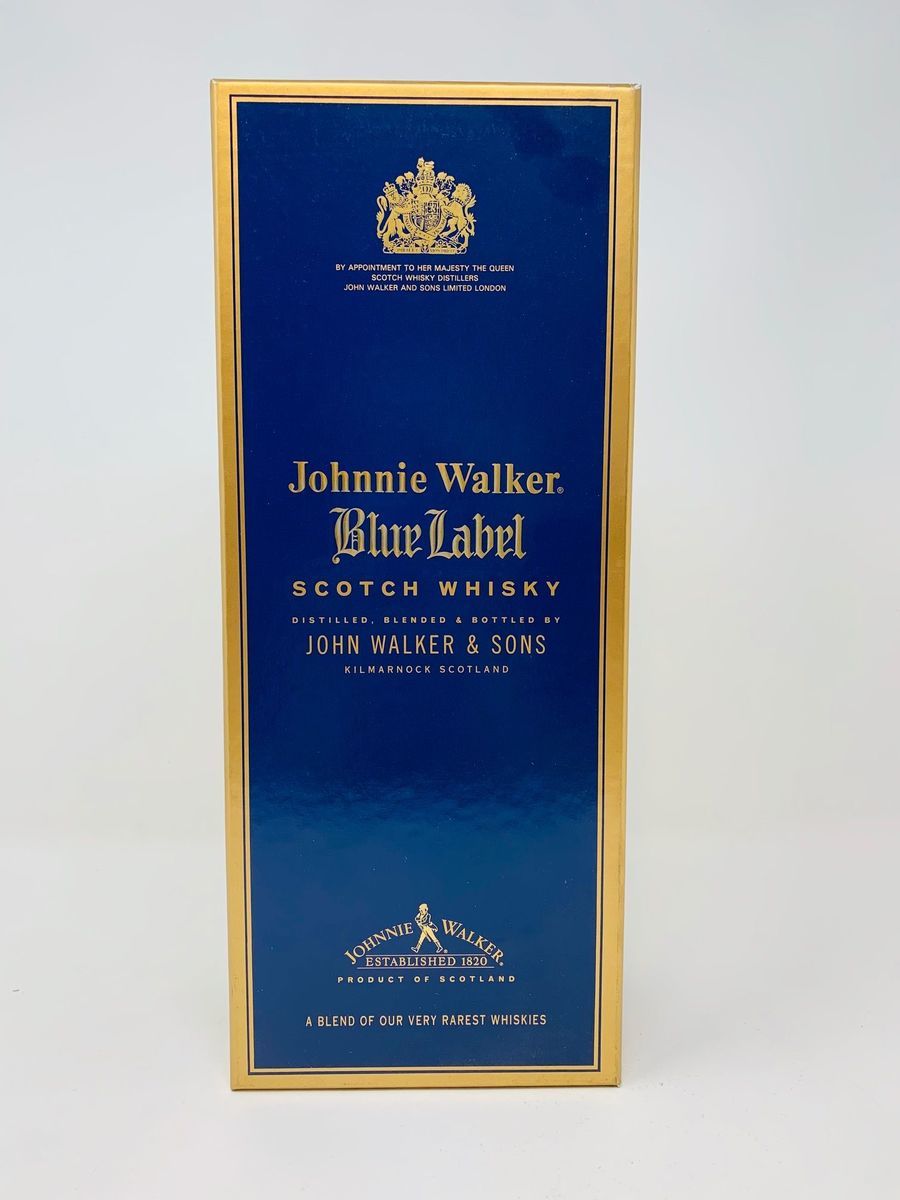 BY APPOINTMENT TO HER MAJESTY THE QUEEN
SCOTCH WHISKY DISTILLERS
JOHN WALKER AND SONS LIMITED LONDON
Johnnie Walker®
Blue Label
SCOTCH WHISKY
DISTILLED, BLENDED & BOTTLED BY
JOHN WALKER & SONS
KILMARNOCK SCOTLAND
JOHNNIE WALKER®
ESTABLISHED 1820
PRODUCT OF SCOTLAND
A BLEND OF OUR VERY RAREST WHISKIES